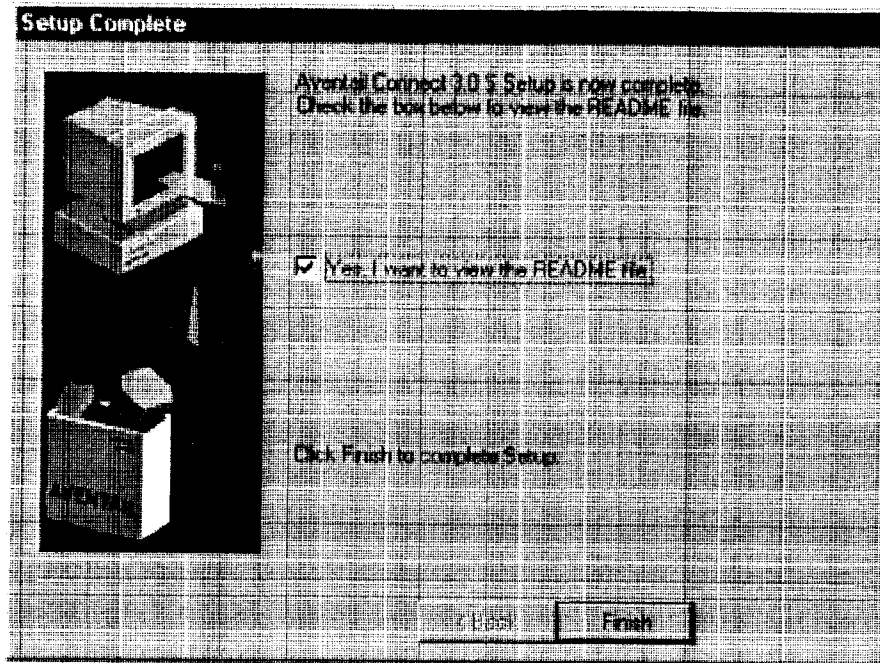 Setup Complete
Aventail Connect 3.0 S Setup is now complete.
Check the box below to view the README file.
Yes, I want to view the README file
AVENTAIL
Click Finish to complete Setup.
< Back
Finish